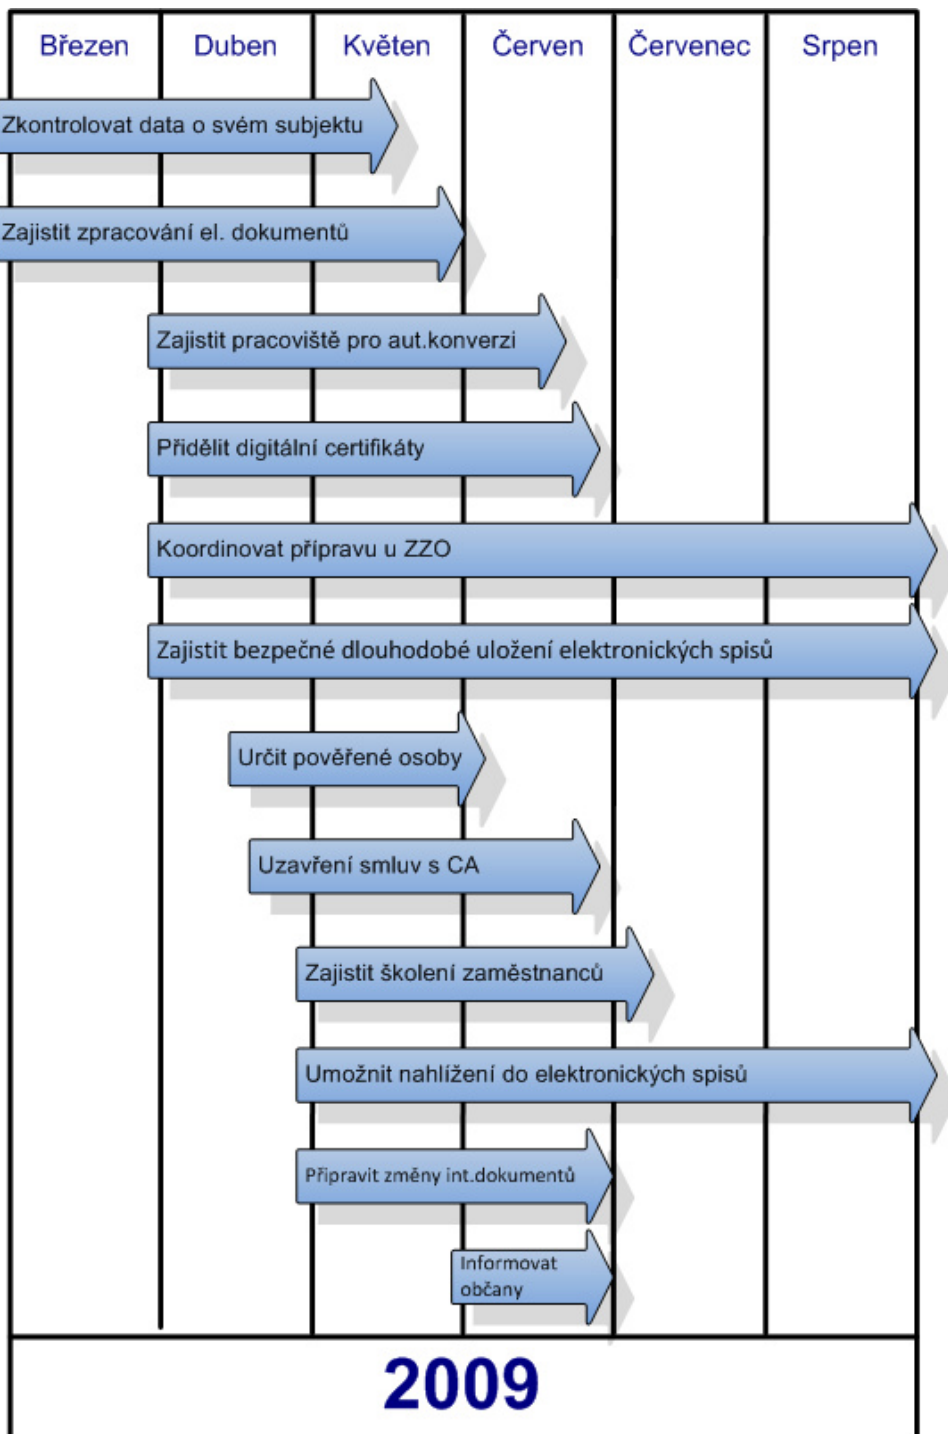 Březen Duben Květen Červen Červenec Srpen
Zkontrolovat data o svém subjektu
Zajistit zpracování el. dokumentů
Zajistit pracoviště pro aut.konverzi
Přidělit digitální certifikáty
Koordinovat přípravu u ZZO
Zajistit bezpečné dlouhodobé uložení elektronických spisů
Určit pověřené osoby
Uzavření smluv s CA
Zajistit školení zaměstnanců
Umožnit nahlížení do elektronických spisů
Připravit změny int.dokumentů
Informovat
občany
2009